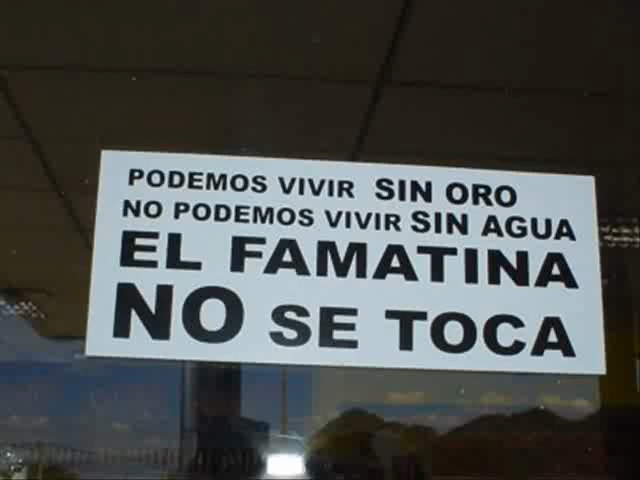 PODEMOS VIVIR SIN ORO
NO PODEMOS VIVIR SIN AGUA
EL FAMATINA
NO SE TOCA